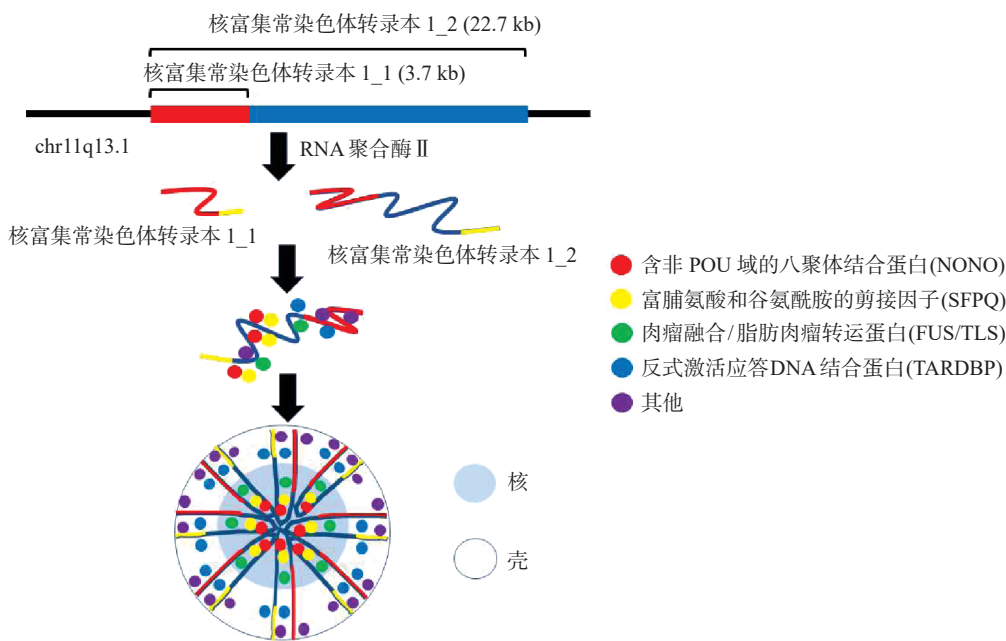 核富集常染色体转录本 1_2 (22.7 kb)
核富集常染色体转录本 1_1 (3.7 kb)
chr11q13.1
RNA 聚合酶Ⅱ
核富集常染色体转录本 1_1
核富集常染色体转录本 1_2
含非 POU 域的八聚体结合蛋白(NONO)
富脯氨酸和谷氨酰胺的剪接因子(SFPQ)
肉瘤融合/脂肪肉瘤转运蛋白(FUS/TLS)
反式激活应答DNA 结合蛋白(TARDBP)
其他
核
壳